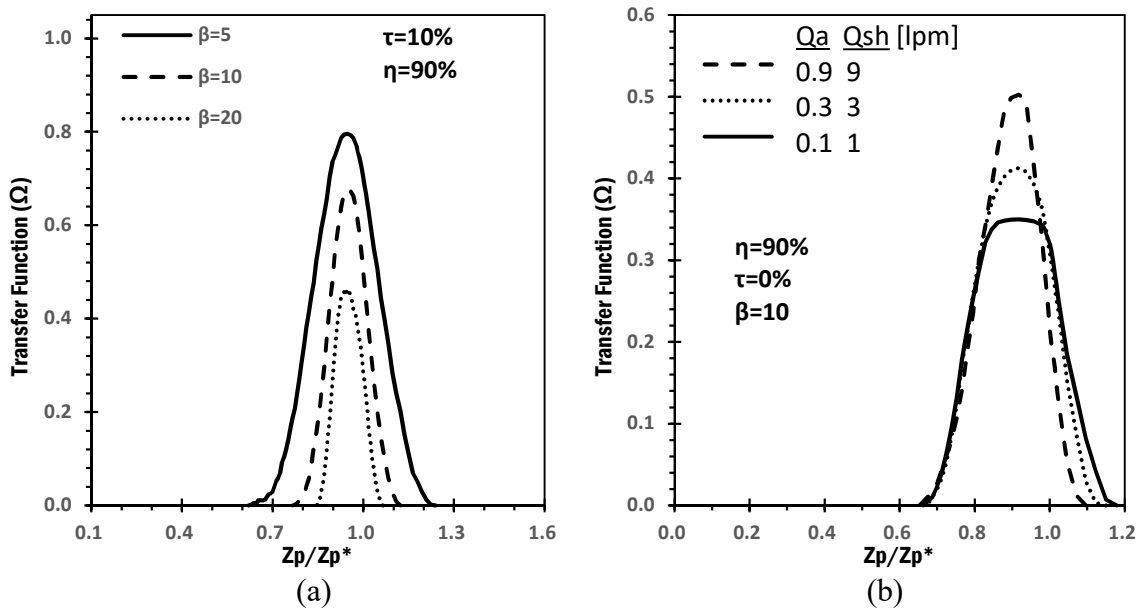 1.0
0.8
0.6
0.4
0.2
0.0
Transfer Function (Ω)
β=5
β=10
β=20
τ=10%
η=90%
0.1 0.4 0.7 1.0 1.3 1.6
Zp/Zp*
(a)
0.6
0.5
0.4
0.3
0.2
0.1
0.0
Transfer Function (Ω)
Qa Qsh [lpm]
0.9 9
0.3 3
0.1 1
η=90%
τ=0%
β=10
0.0 0.2 0.4 0.6 0.8 1.0 1.2
Zp/Zp*
(b)